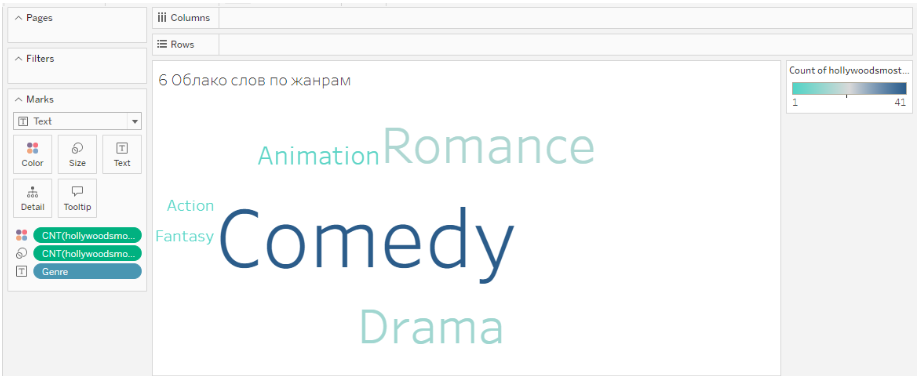 Pages
Columns
Rows
Filters
Marks
Text
Color
Size
Text
Detail
Tooltip
CNT(hollywoodsmo...
CNT(hollywoodsmo...
Genre
6 Облако слов по жанрам
Animation
Romance
Action
Fantasy
Comedy
Drama
Count of hollywoodsmost...
1
41